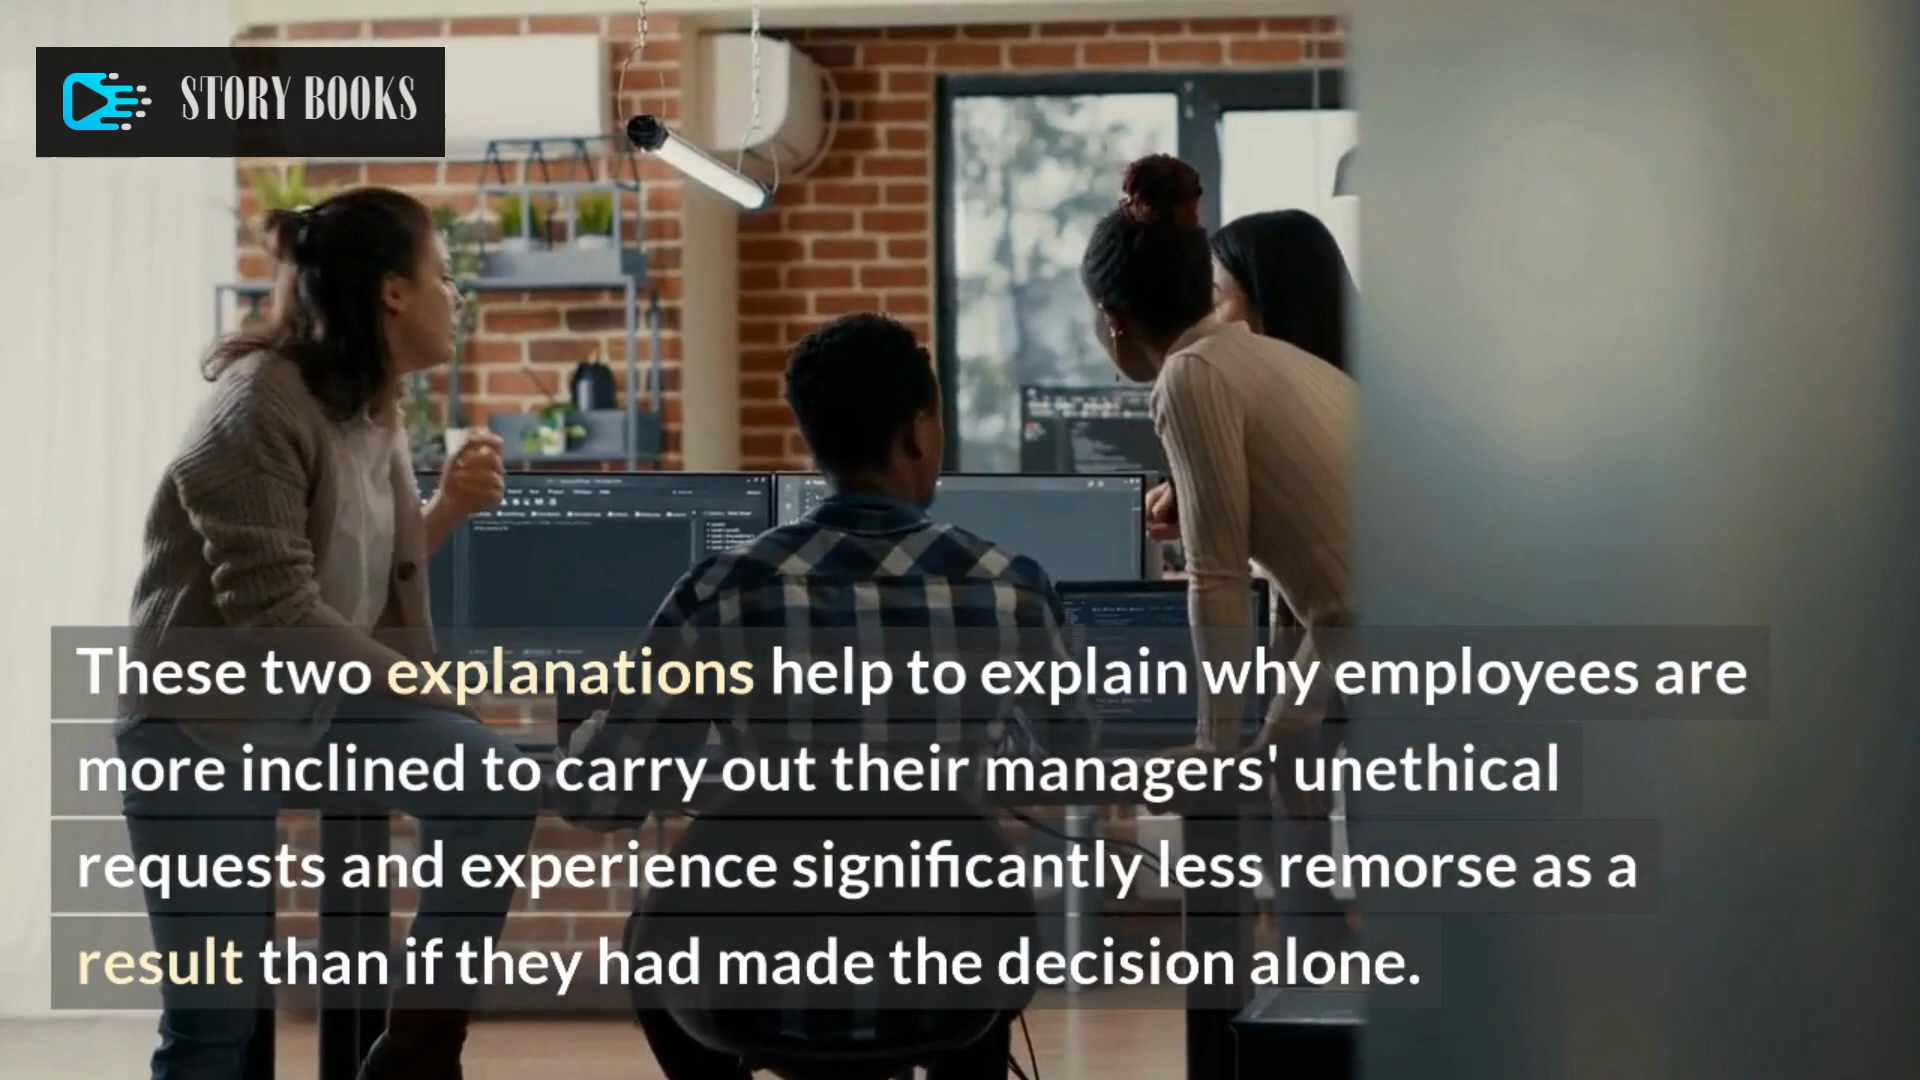 STORY BOOKS
These two explanations help to explain why employees are
more inclined to carry out their managers' unethical
requests and experience significantly less remorse as a
result than if they had made the decision alone.